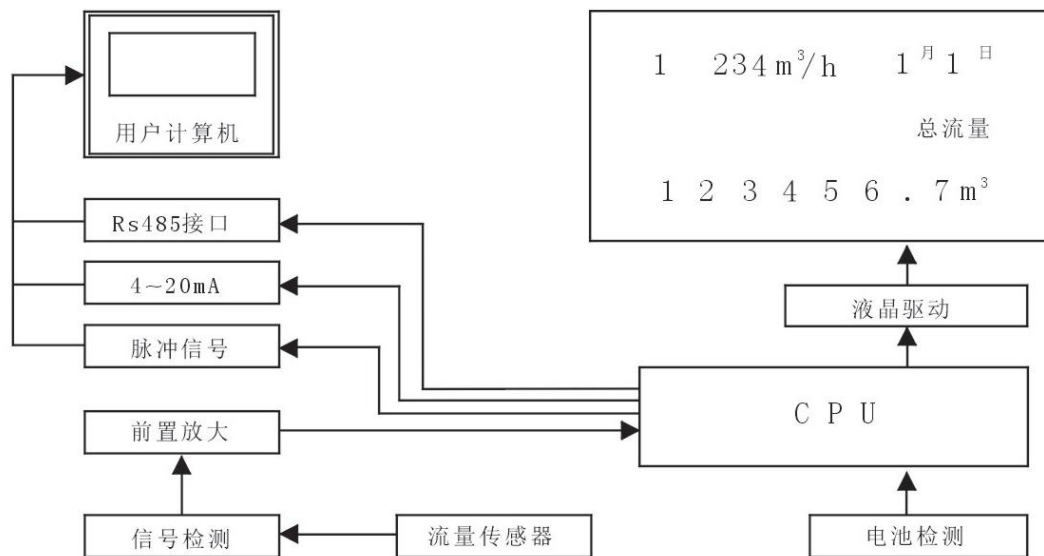 1 234m³/h 1月1日
用户计算机
总流量
1 2 3 4 5 6 . 7m³
Rs485接口
4~20mA
液晶驱动
脉冲信号
C P U
前置放大
信号检测
流量传感器
电池检测